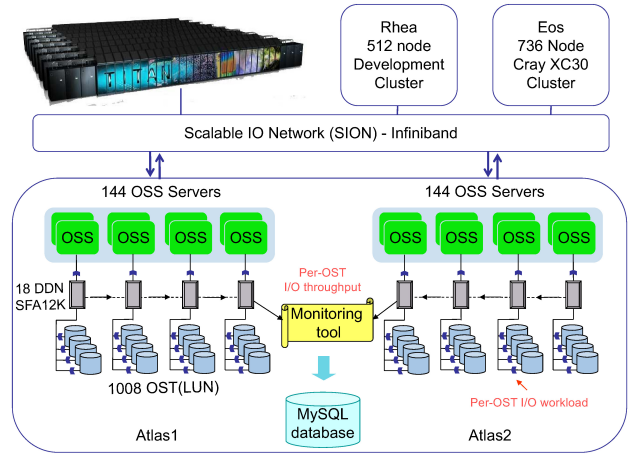 TITAN
Rhea
512 node
Development
Cluster
Eos
736 Node
Cray XC30
Cluster
Scalable IO Network (SION) - Infiniband
144 OSS Servers
144 OSS Servers
OSS
OSS
OSS
OSS
OSS
OSS
OSS
OSS
Per-OST
I/O throughput
18 DDN
SFA12K
Monitoring
tool
1008 OST(LUN)
Per-OST I/O workload
MySQL
database
Atlas1
Atlas2